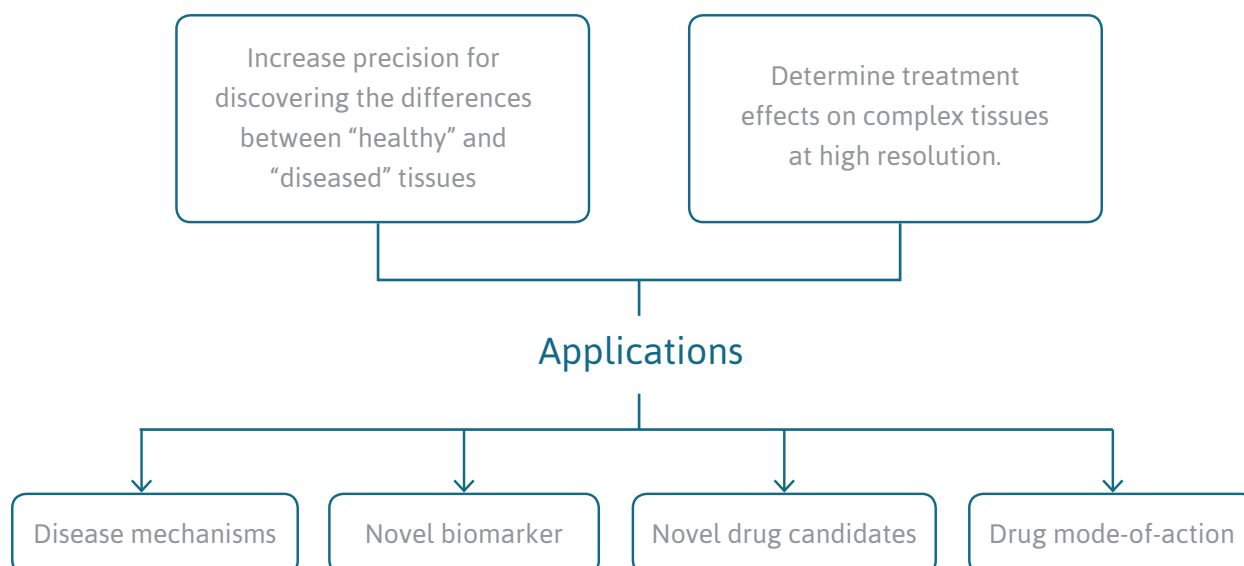 Increase precision for
discovering the differences
between “healthy” and
“diseased” tissues
Determine treatment
effects on complex tissues
at high resolution.
Applications
Disease mechanisms
Novel biomarker
Novel drug candidates
Drug mode-of-action